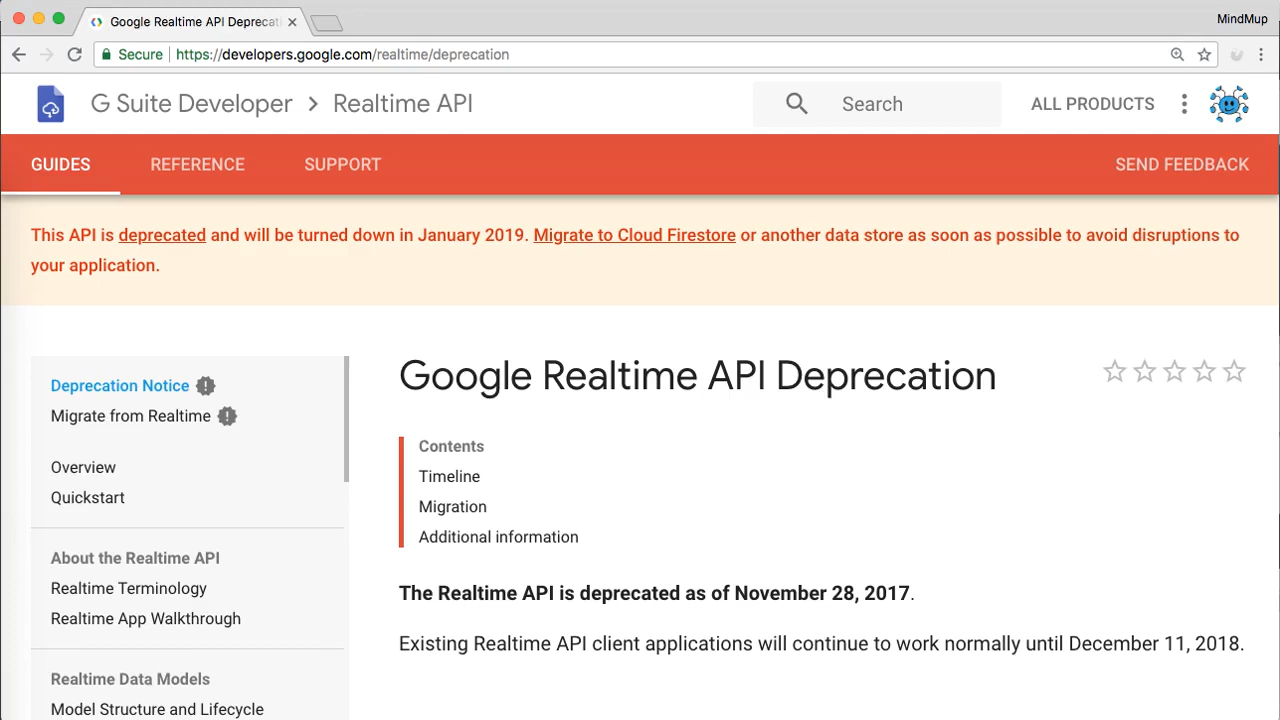 Google Realtime API Deprecati
MindMup
Secure https://developers.google.com/realtime/deprecation
G Suite Developer > Realtime API
Search
ALL PRODUCTS
GUIDES REFERENCE SUPPORT SEND FEEDBACK
This API is deprecated and will be turned down in January 2019. Migrate to Cloud Firestore or another data store as soon as possible to avoid disruptions to
your application.
Deprecation Notice
Migrate from Realtime
Overview
Quickstart
About the Realtime API
Realtime Terminology
Realtime App Walkthrough
Realtime Data Models
Model Structure and Lifecycle
Google Realtime API Deprecation
Contents
Timeline
Migration
Additional information
The Realtime API is deprecated as of November 28, 2017.
Existing Realtime API client applications will continue to work normally until December 11, 2018.